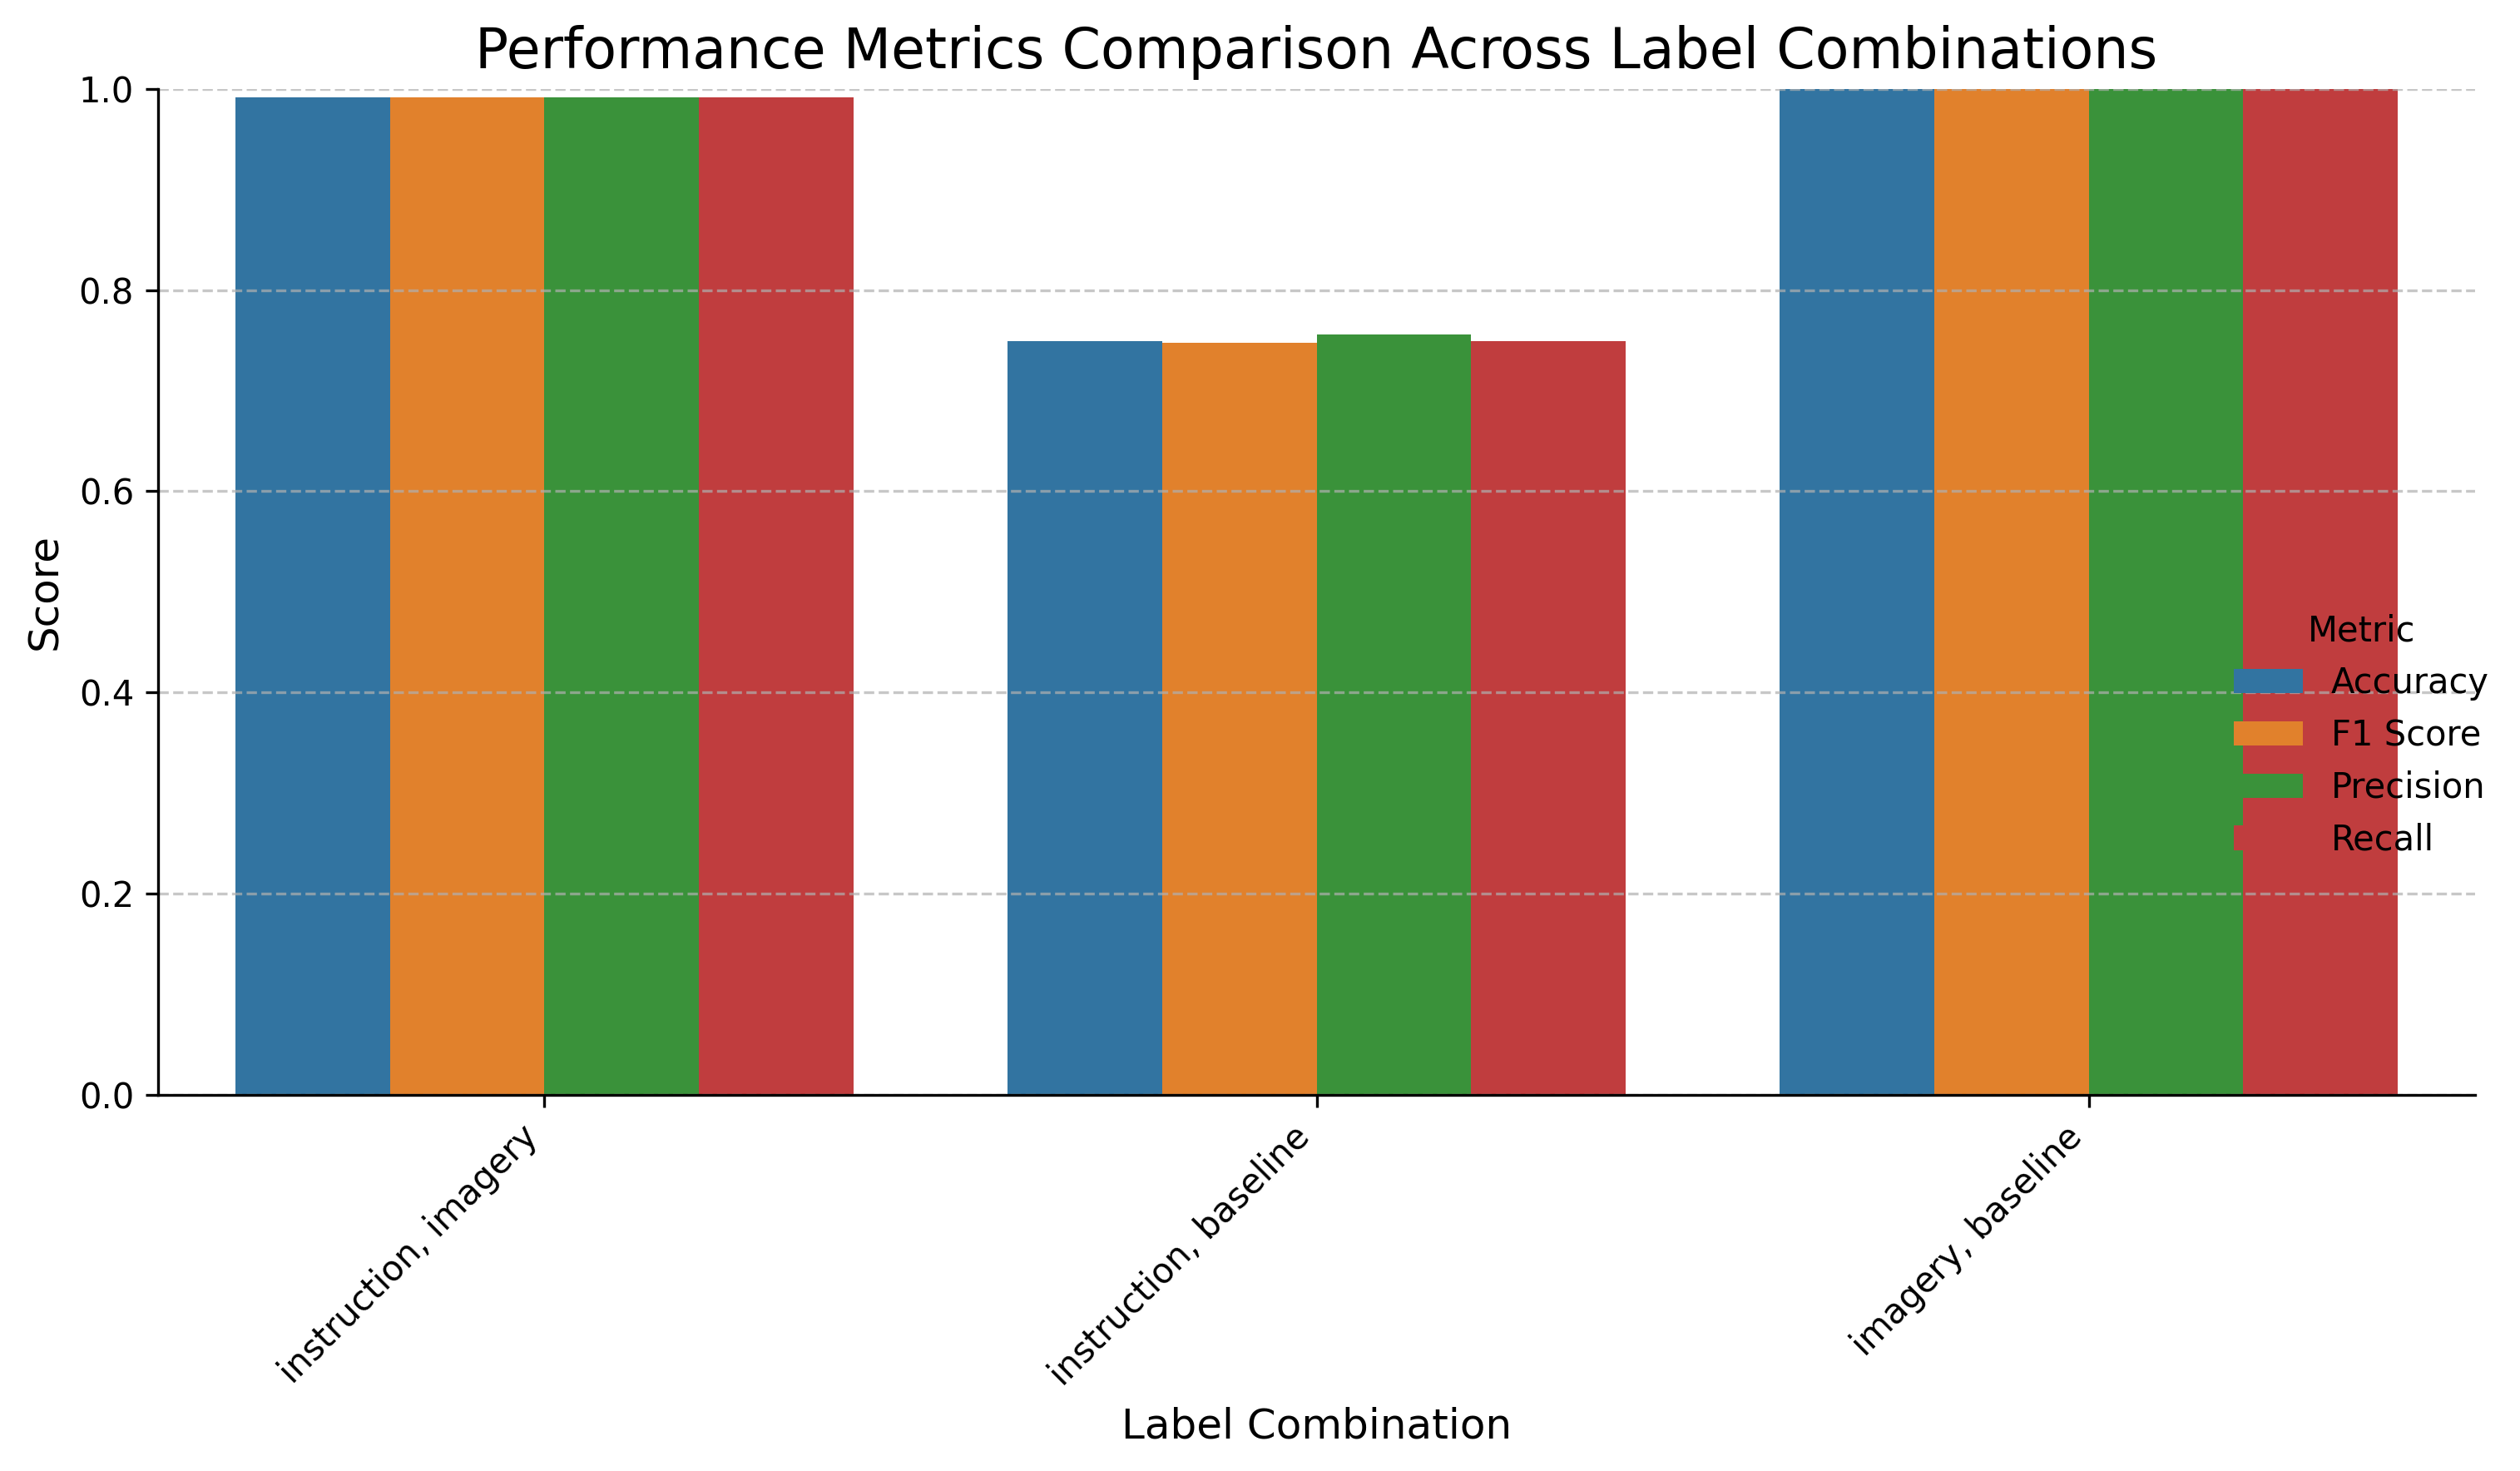 Performance Metrics Comparison Across Label Combinations
1.0
0.8
0.6
0.4
0.2
0.0
Score
Metric
Accuracy
F1 Score
Precision
Recall
instruction, imagery
instruction, baseline
imagery, baseline
Label Combination